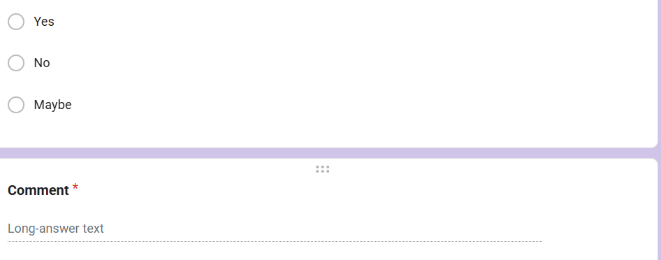 Yes
No
Maybe
Comment *
Long-answer text